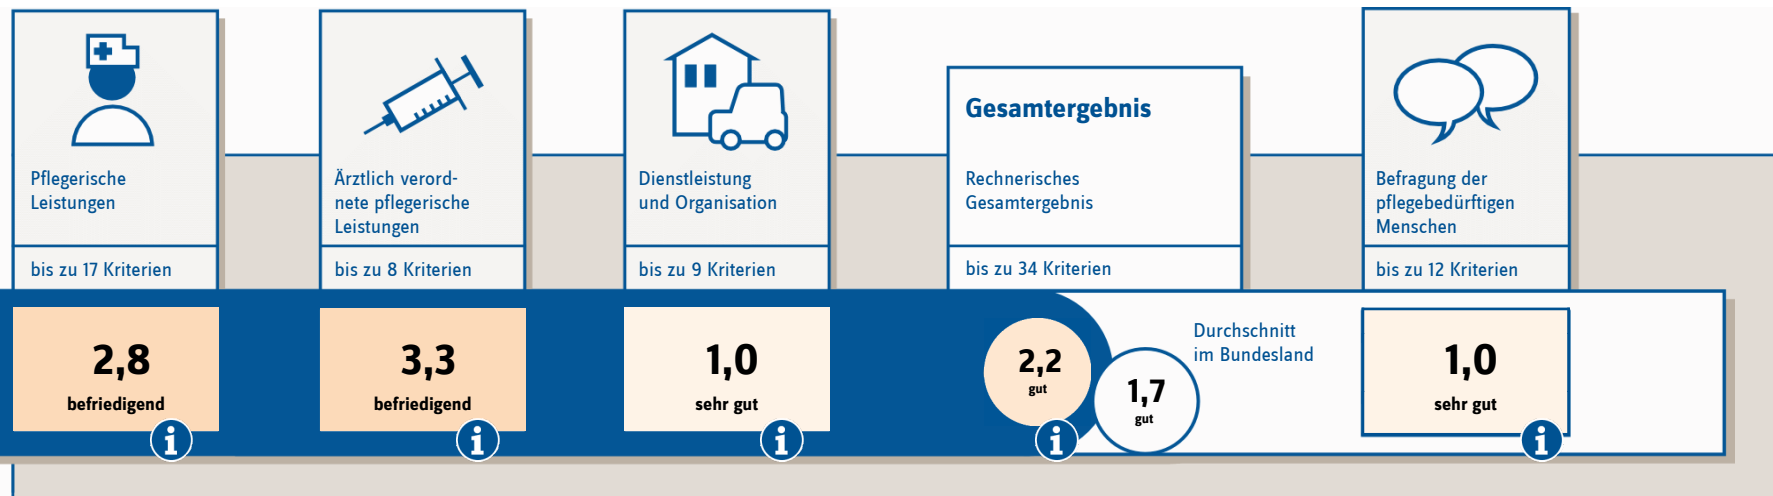 Pflegerische
Leistungen
bis zu 17 Kriterien
2,8
befriedigend
i
Ärztlich verord-
nete pflegerische
Leistungen
bis zu 8 Kriterien
3,3
befriedigend
i
Dienstleistung
und Organisation
bis zu 9 Kriterien
1,0
sehr gut
i
Gesamtergebnis
Rechnerisches
Gesamtergebnis
bis zu 34 Kriterien
2,2
gut
i
1,7
gut
Durchschnitt
im Bundesland
Befragung der
pflegebedürftigen
Menschen
bis zu 12 Kriterien
1,0
sehr gut
i